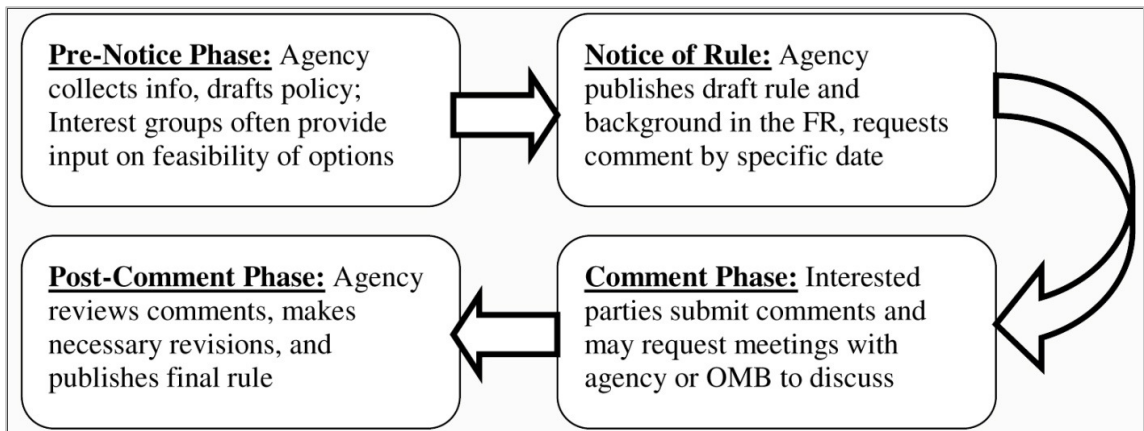 Pre-Notice Phase: Agency
collects info, drafts policy;
Interest groups often provide
input on feasibility of options
Notice of Rule: Agency
publishes draft rule and
background in the FR, requests
comment by specific date
Comment Phase: Interested
parties submit comments and
may request meetings with
agency or OMB to discuss
Post-Comment Phase: Agency
reviews comments, makes
necessary revisions, and
publishes final rule